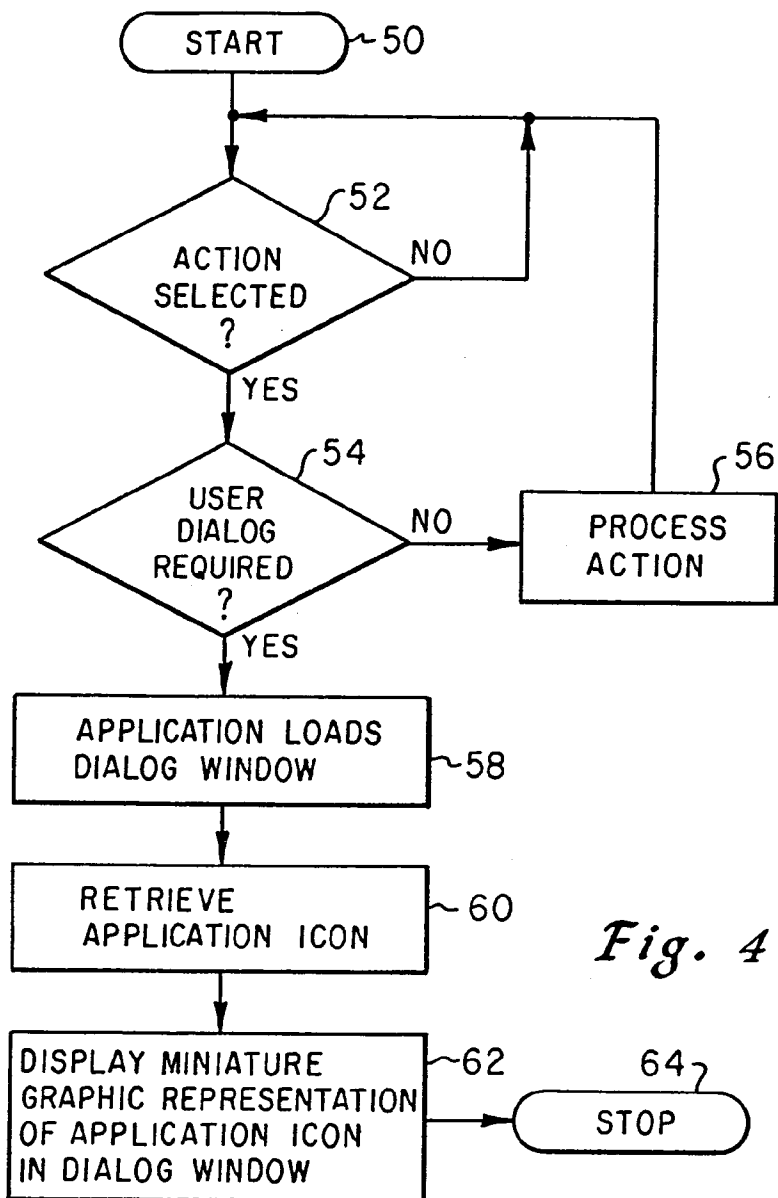 START
50
52
ACTION
SELECTED
?
NO
YES
54
USER
DIALOG
REQUIRED
?
NO
56
PROCESS
ACTION
YES
APPLICATION LOADS
DIALOG WINDOW
58
RETRIEVE
APPLICATION ICON
60
Fig. 4
DISPLAY MINIATURE
GRAPHIC REPRESENTATION
OF APPLICATION ICON
IN DIALOG WINDOW
62
64
STOP